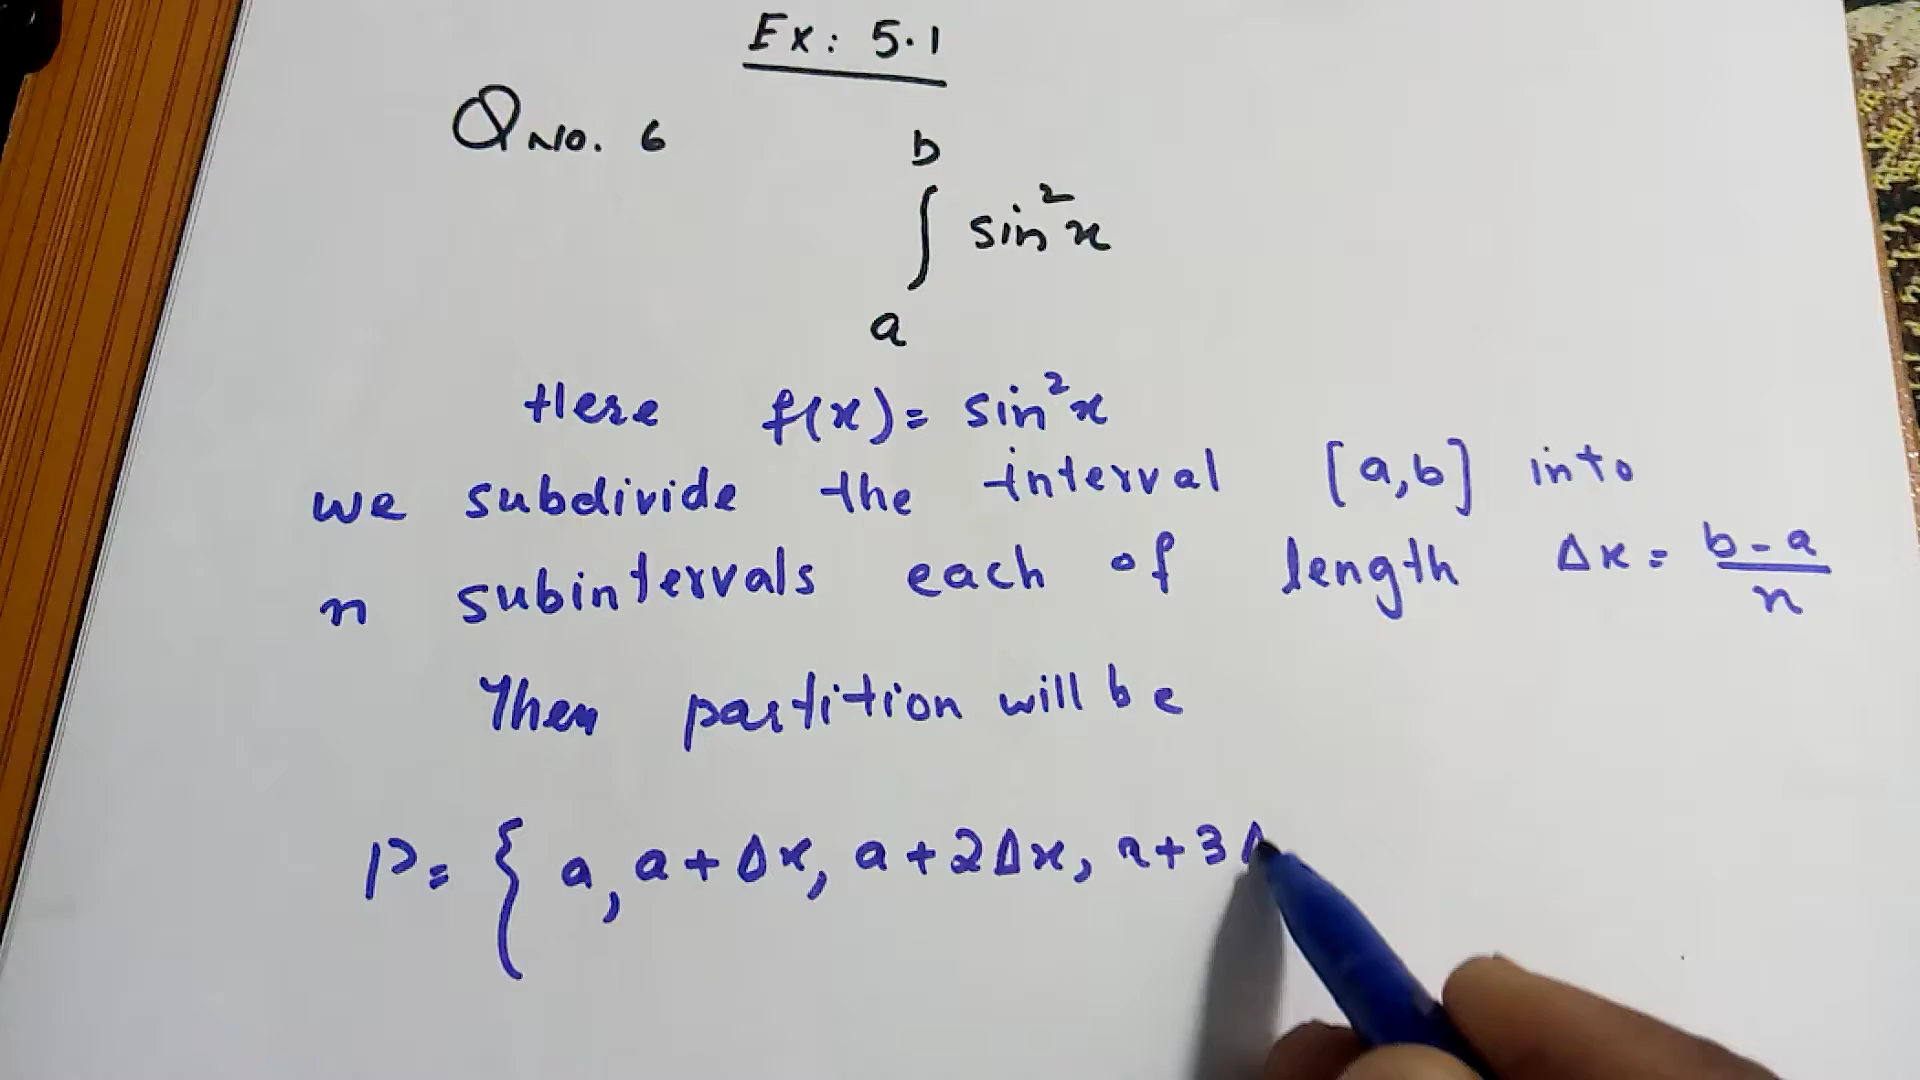 Ex: 5.1
Q No. 6
b
∫ sin²x
a
Here f(x) = sin²x
we subdivide the interval [a,b] into
n subintervals each of length Δx = b-a/n
Then partition will be
P = { a, a + Δx, a + 2Δx, a + 3Δ